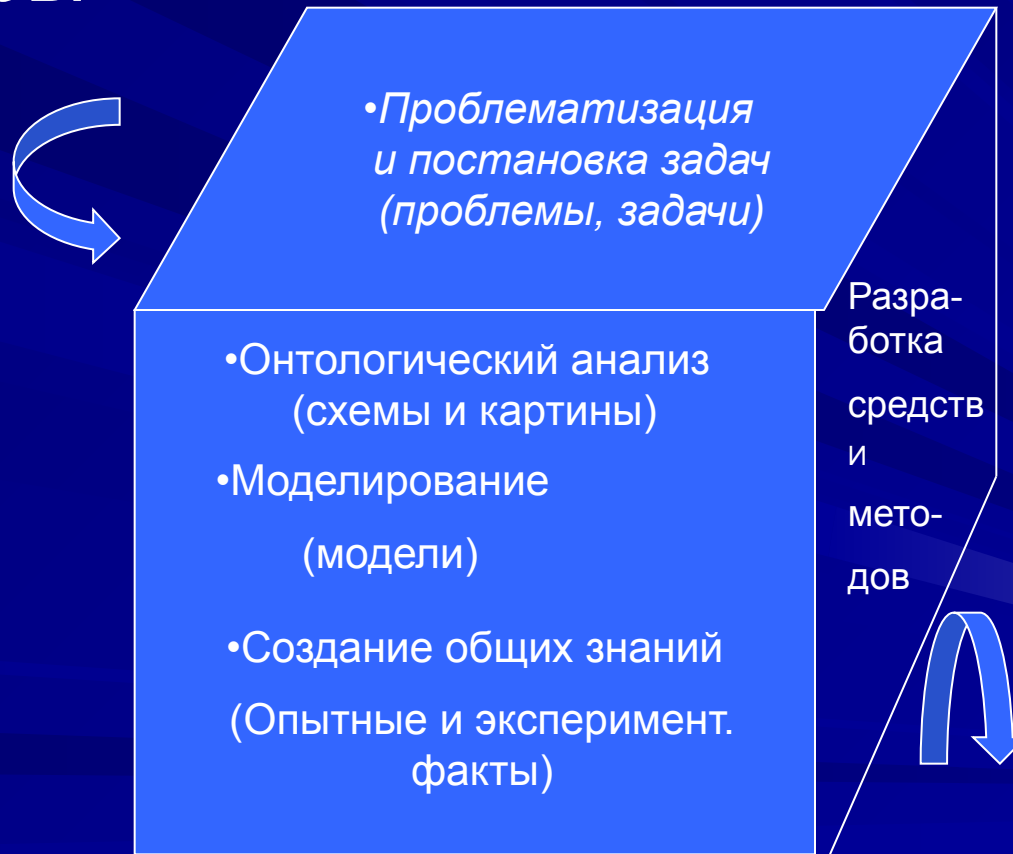 •Проблематизация
и постановка задач
(проблемы, задачи)
•Онтологический анализ
(схемы и картины)
•Моделирование
(модели)
•Создание общих знаний
(Опытные и эксперимент.
факты)
Разра-
ботка
средств
и
мето-
дов